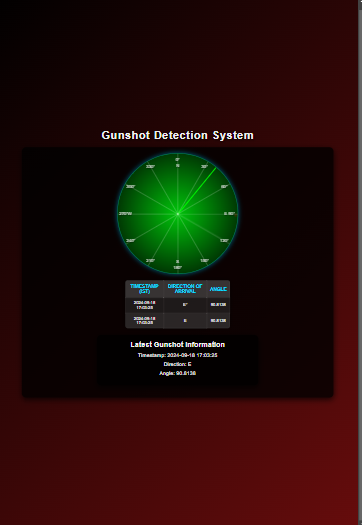 Gunshot Detection System
0°
N
330°
30°
300°
60°
270°W
E 90°
240°
120°
210°
S
180°
TIMESTAMP (IST)
DIRECTION OF ARRIVAL
ANGLE
2024-09-18 17:03:25
90.8138
2024-09-18 17:03:25
E
90.8138
Latest Gunshot Information
Timestamp: 2024-09-18 17:03:25
Direction: E
Angle: 90.8138